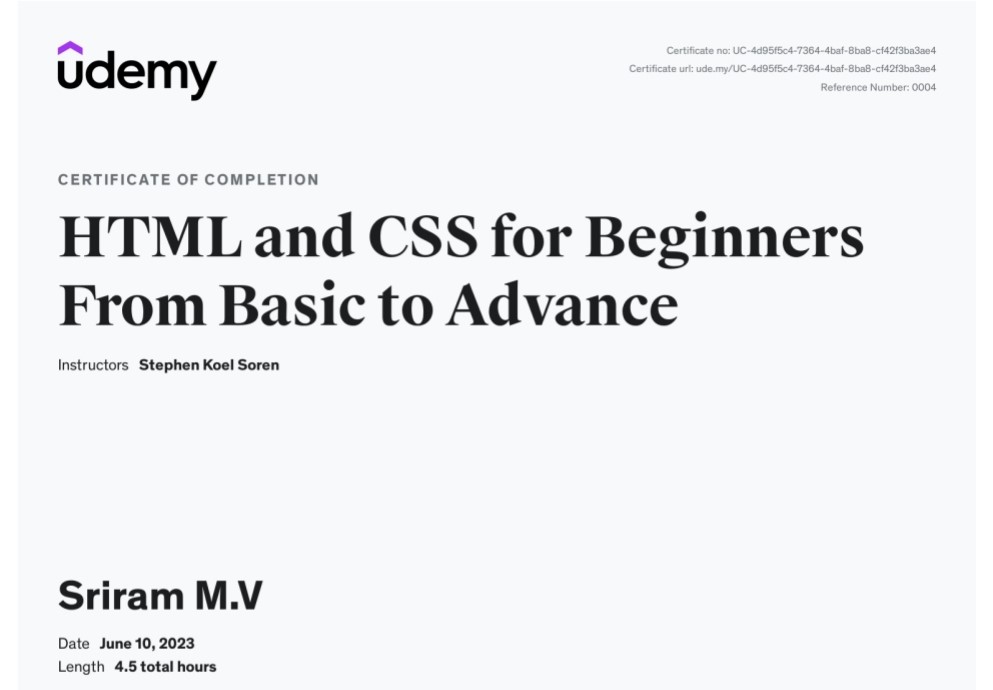 udemy
Certificate no: UC-4d95f5c4-7364-4baf-8ba8-cf42f3ba3ae4
Certificate url: ude.my/UC-4d95f5c4-7364-4baf-8ba8-cf42f3ba3ae4
Reference Number: 0004
CERTIFICATE OF COMPLETION
HTML and CSS for Beginners
From Basic to Advance
Instructors Stephen Koel Soren
Sriram M.V
Date June 10, 2023
Length 4.5 total hours